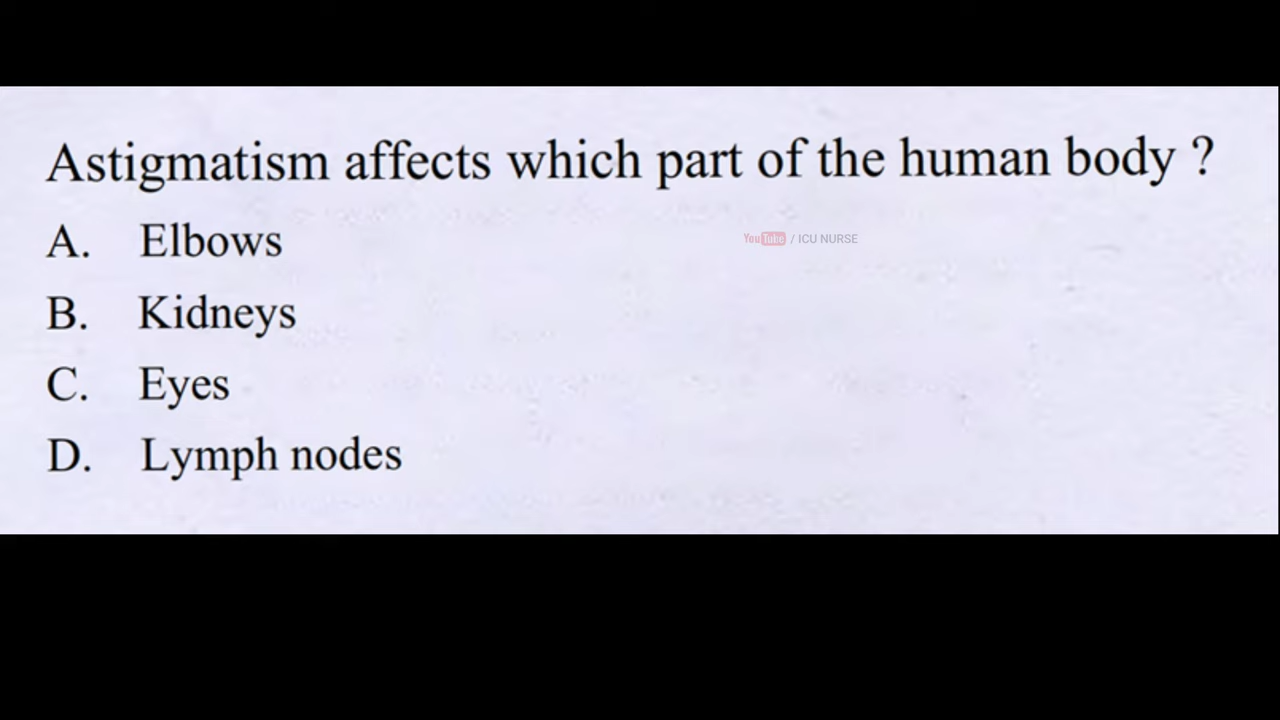 Astigmatism affects which part of the human body ?
YouTube / ICU NURSE
A. Elbows
B. Kidneys
C. Eyes
D. Lymph nodes